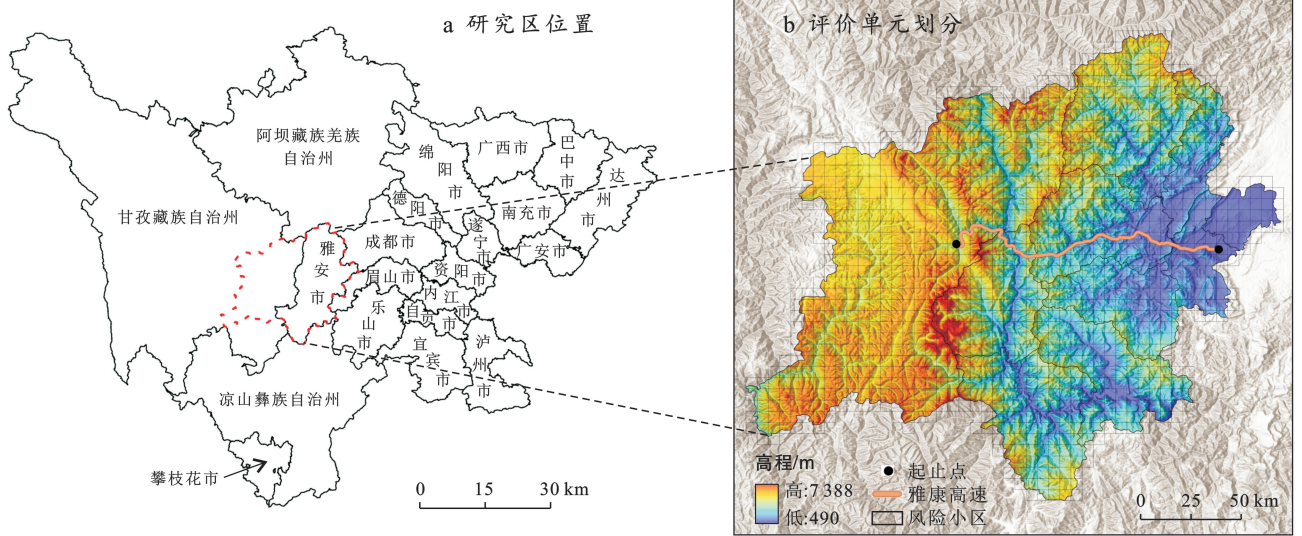 a 研究区位置
阿坝藏族羌族
自治州
甘孜藏族自治州
绵阳市
广西市
巴中市
达州市
德阳市
南充市
遂宁市
广安市
成都市
雅安市
眉山市
资阳市
内江市
自贡市
乐山市
宜宾市
泸州市
凉山彝族自治州
攀枝花市
0 15 30 km
b 评价单元划分
高程/m
高:7 388
低:490
起止点
雅康高速
风险小区
0 25 50 km